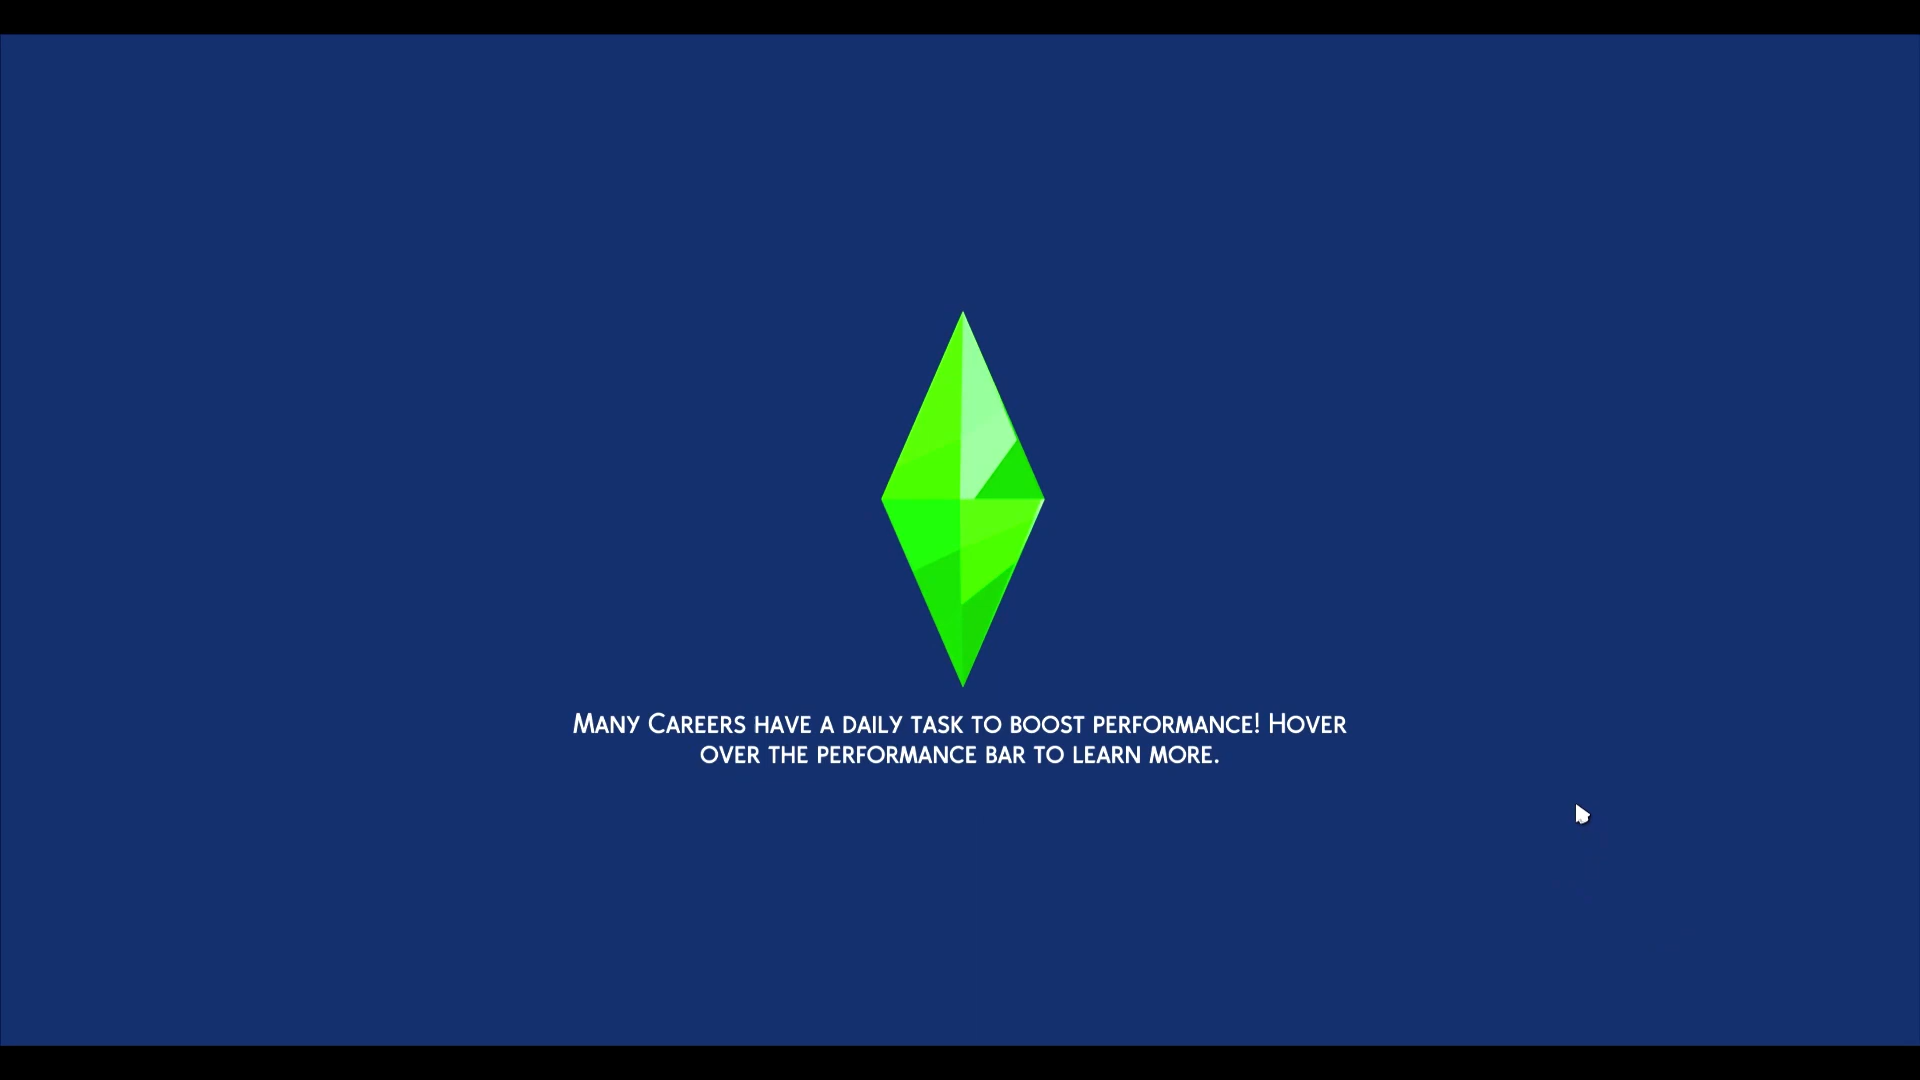 Many Careers have a daily task to boost performance! Hover
over the performance bar to learn more.